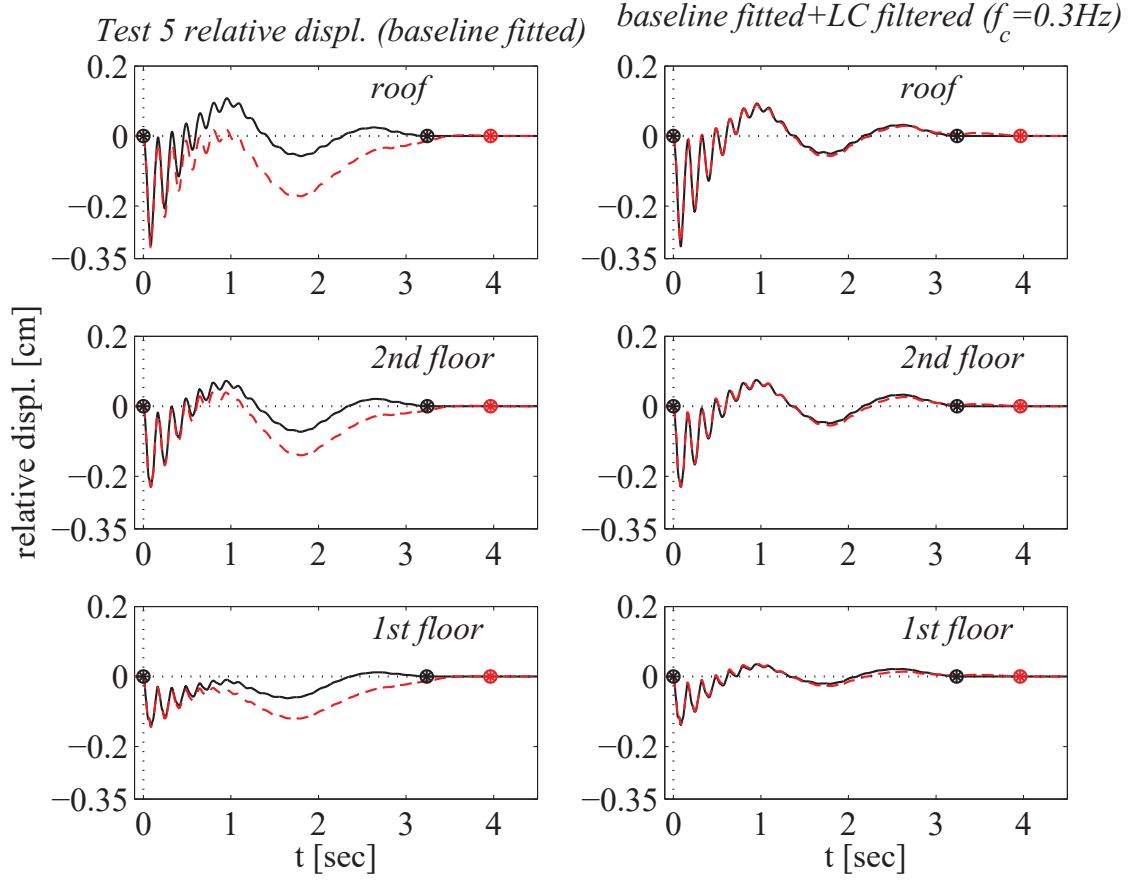 Test 5 relative displ. (baseline fitted)
baseline fitted+LC filtered (f_c=0.3Hz)
roof
0.2
0
−0.2
−0.35
0 1 2 3 4
roof
0.2
0
−0.2
−0.35
0 1 2 3 4
relative displ. [cm]
2nd floor
0.2
0
−0.2
−0.35
0 1 2 3 4
2nd floor
0.2
0
−0.2
−0.35
0 1 2 3 4
1st floor
0.2
0
−0.2
−0.35
0 1 2 3 4
t [sec]
1st floor
0.2
0
−0.2
−0.35
0 1 2 3 4
t [sec]